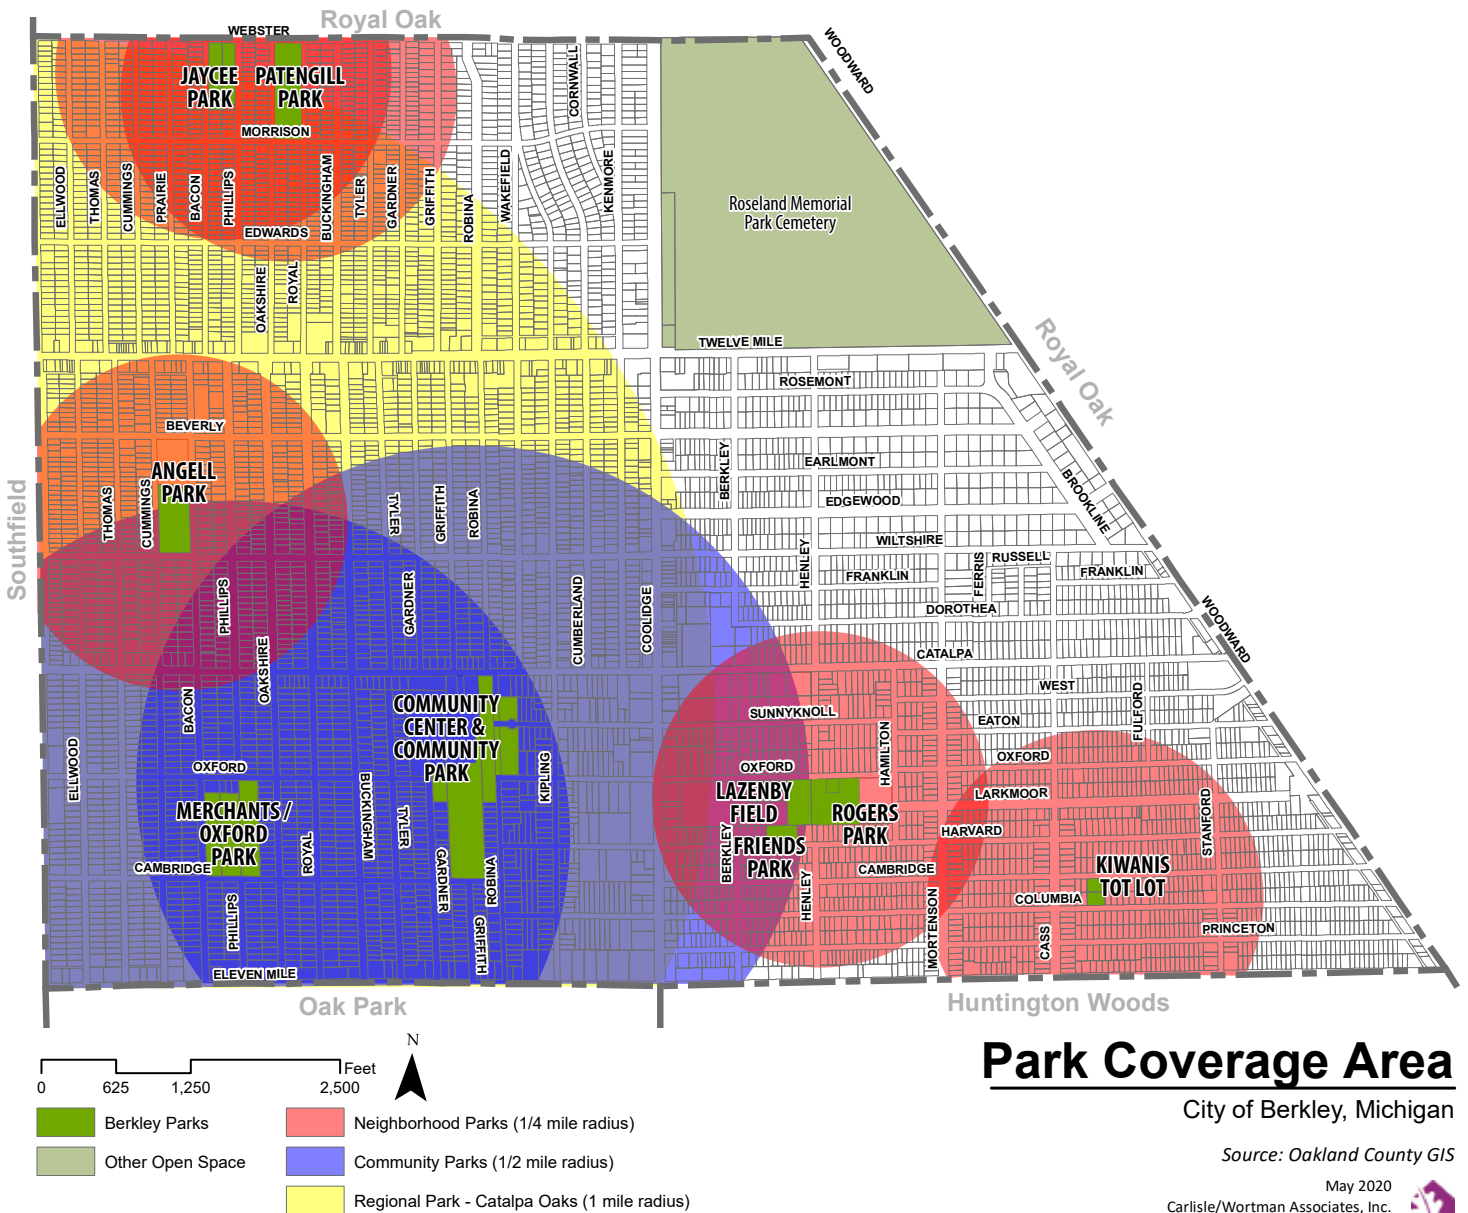 Royal Oak
WEBSTER
WOODWARD
JAYCEE
PARK
PATENGILL
PARK
CORNWALL
MORRISON
ELLWOOD
THOMAS
CUMMINGS
PRAIRIE
BACON
PHILLIPS
BUCKINGHAM
TYLER
GARDNER
GRIFFITH
ROBINA
WAKEFIELD
KENMORE
Roseland Memorial
Park Cemetery
EDWARDS
OAKSHIRE
ROYAL
TWELVE MILE
Royal Oak
ROSEMONT
BEVERLY
ANGELL
PARK
THOMAS
CUMMINGS
TYLER
GRIFFITH
ROBINA
BERKLEY
EARLMONT
EDGEWOOD
BROOKLINE
WILTSHIRE
Southfield
PHILLIPS
GARDNER
CUMBERLAND
COOLIDGE
HENLEY
FRANKLIN
FERRIS
RUSSELL
FRANKLIN
DOROTHEA
WOODWARD
OAKSHIRE
BACON
CATALPA
WEST
FULFORD
COMMUNITY
CENTER &
COMMUNITY
PARK
SUNNYKNOLL
EATON
HAMILTON
ELLWOOD
OXFORD
KIPLING
OXFORD
OXFORD
MERCHANTS /
OXFORD
PARK
BUCKINGHAM
TYLER
LAZENBY
FIELD
ROGERS
PARK
LARKMOOR
STANFORD
HARVARD
FRIENDS
PARK
BERKLEY
CAMBRIDGE
ROYAL
GARDNER
ROBINA
HENLEY
CAMBRIDGE
KIWANIS
TOT LOT
COLUMBIA
PHILLIPS
GRIFFITH
MORTENSON
CASS
PRINCETON
ELEVEN MILE
Oak Park
Huntington Woods
N
Feet
0 625 1,250 2,500
Berkley Parks
Other Open Space
Neighborhood Parks (1/4 mile radius)
Community Parks (1/2 mile radius)
Regional Park - Catalpa Oaks (1 mile radius)
Park Coverage Area
City of Berkley, Michigan
Source: Oakland County GIS
May 2020
Carlisle/Wortman Associates, Inc.